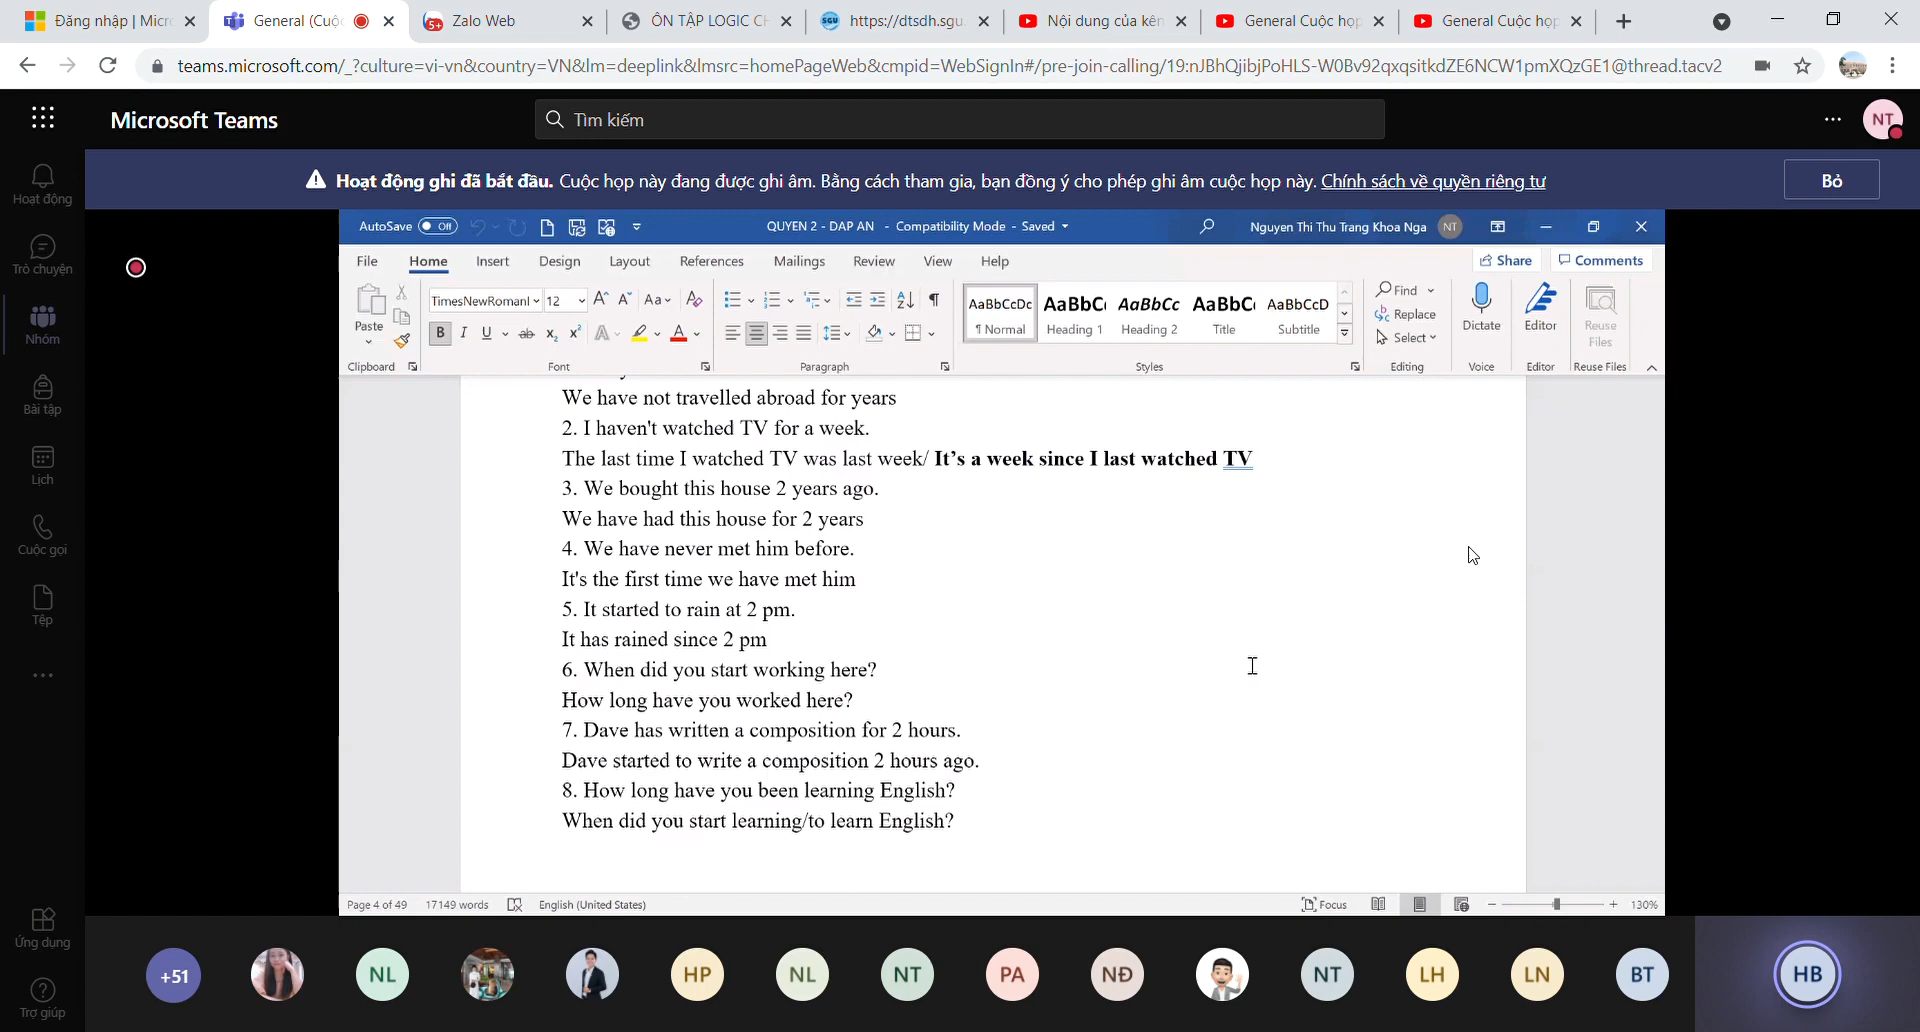 Đăng nhập | Micr
General (Cuộc
Zalo Web
ÔN TẬP LOGIC CH
https://dtsdh.sgu.
Nội dung của kên
General Cuộc họp
General Cuộc họp
teams.microsoft.com/_?culture=vi-vn&country=VN&lm=deeplink&lmsrc=homePageWeb&cmpid=WebSignIn#/pre-join-calling/19:nJBhQjibjPoHLS-W0Bv92qxqsitkdZE6NCW1pmXQzGE1@thread.tacv2
Microsoft Teams
Tìm kiếm
NT
Hoạt động ghi đã bắt đầu. Cuộc họp này đang được ghi âm. Bằng cách tham gia, bạn đồng ý cho phép ghi âm cuộc họp này. Chính sách về quyền riêng tư
Bỏ
Hoạt động
Trò chuyện
Nhóm
Bài tập
Lịch
Cuộc gọi
Tệp
Ứng dụng
Trợ giúp
AutoSave Off
QUYEN 2 - DAP AN - Compatibility Mode - Saved
Nguyen Thi Thu Trang Khoa Nga NT
File Home Insert Design Layout References Mailings Review View Help
Share Comments
Paste
TimesNewRomanI 12
AaBbCcDc AaBbC AaBbCc AaBbC AaBbCcD
¶ Normal Heading 1 Heading 2 Title Subtitle
Find
Replace
Select
Dictate
Editor
Reuse Files
Clipboard Font Paragraph Styles Editing Voice Editor Reuse Files
We have not travelled abroad for years
2. I haven't watched TV for a week.
The last time I watched TV was last week/ It’s a week since I last watched TV
3. We bought this house 2 years ago.
We have had this house for 2 years
4. We have never met him before.
It's the first time we have met him
5. It started to rain at 2 pm.
It has rained since 2 pm
6. When did you start working here?
How long have you worked here?
7. Dave has written a composition for 2 hours.
Dave started to write a composition 2 hours ago.
8. How long have you been learning English?
When did you start learning/to learn English?
Page 4 of 49 17149 words English (United States)
Focus 130%
+51 NL HP NL NT PA NĐ NT LH LN BT HB